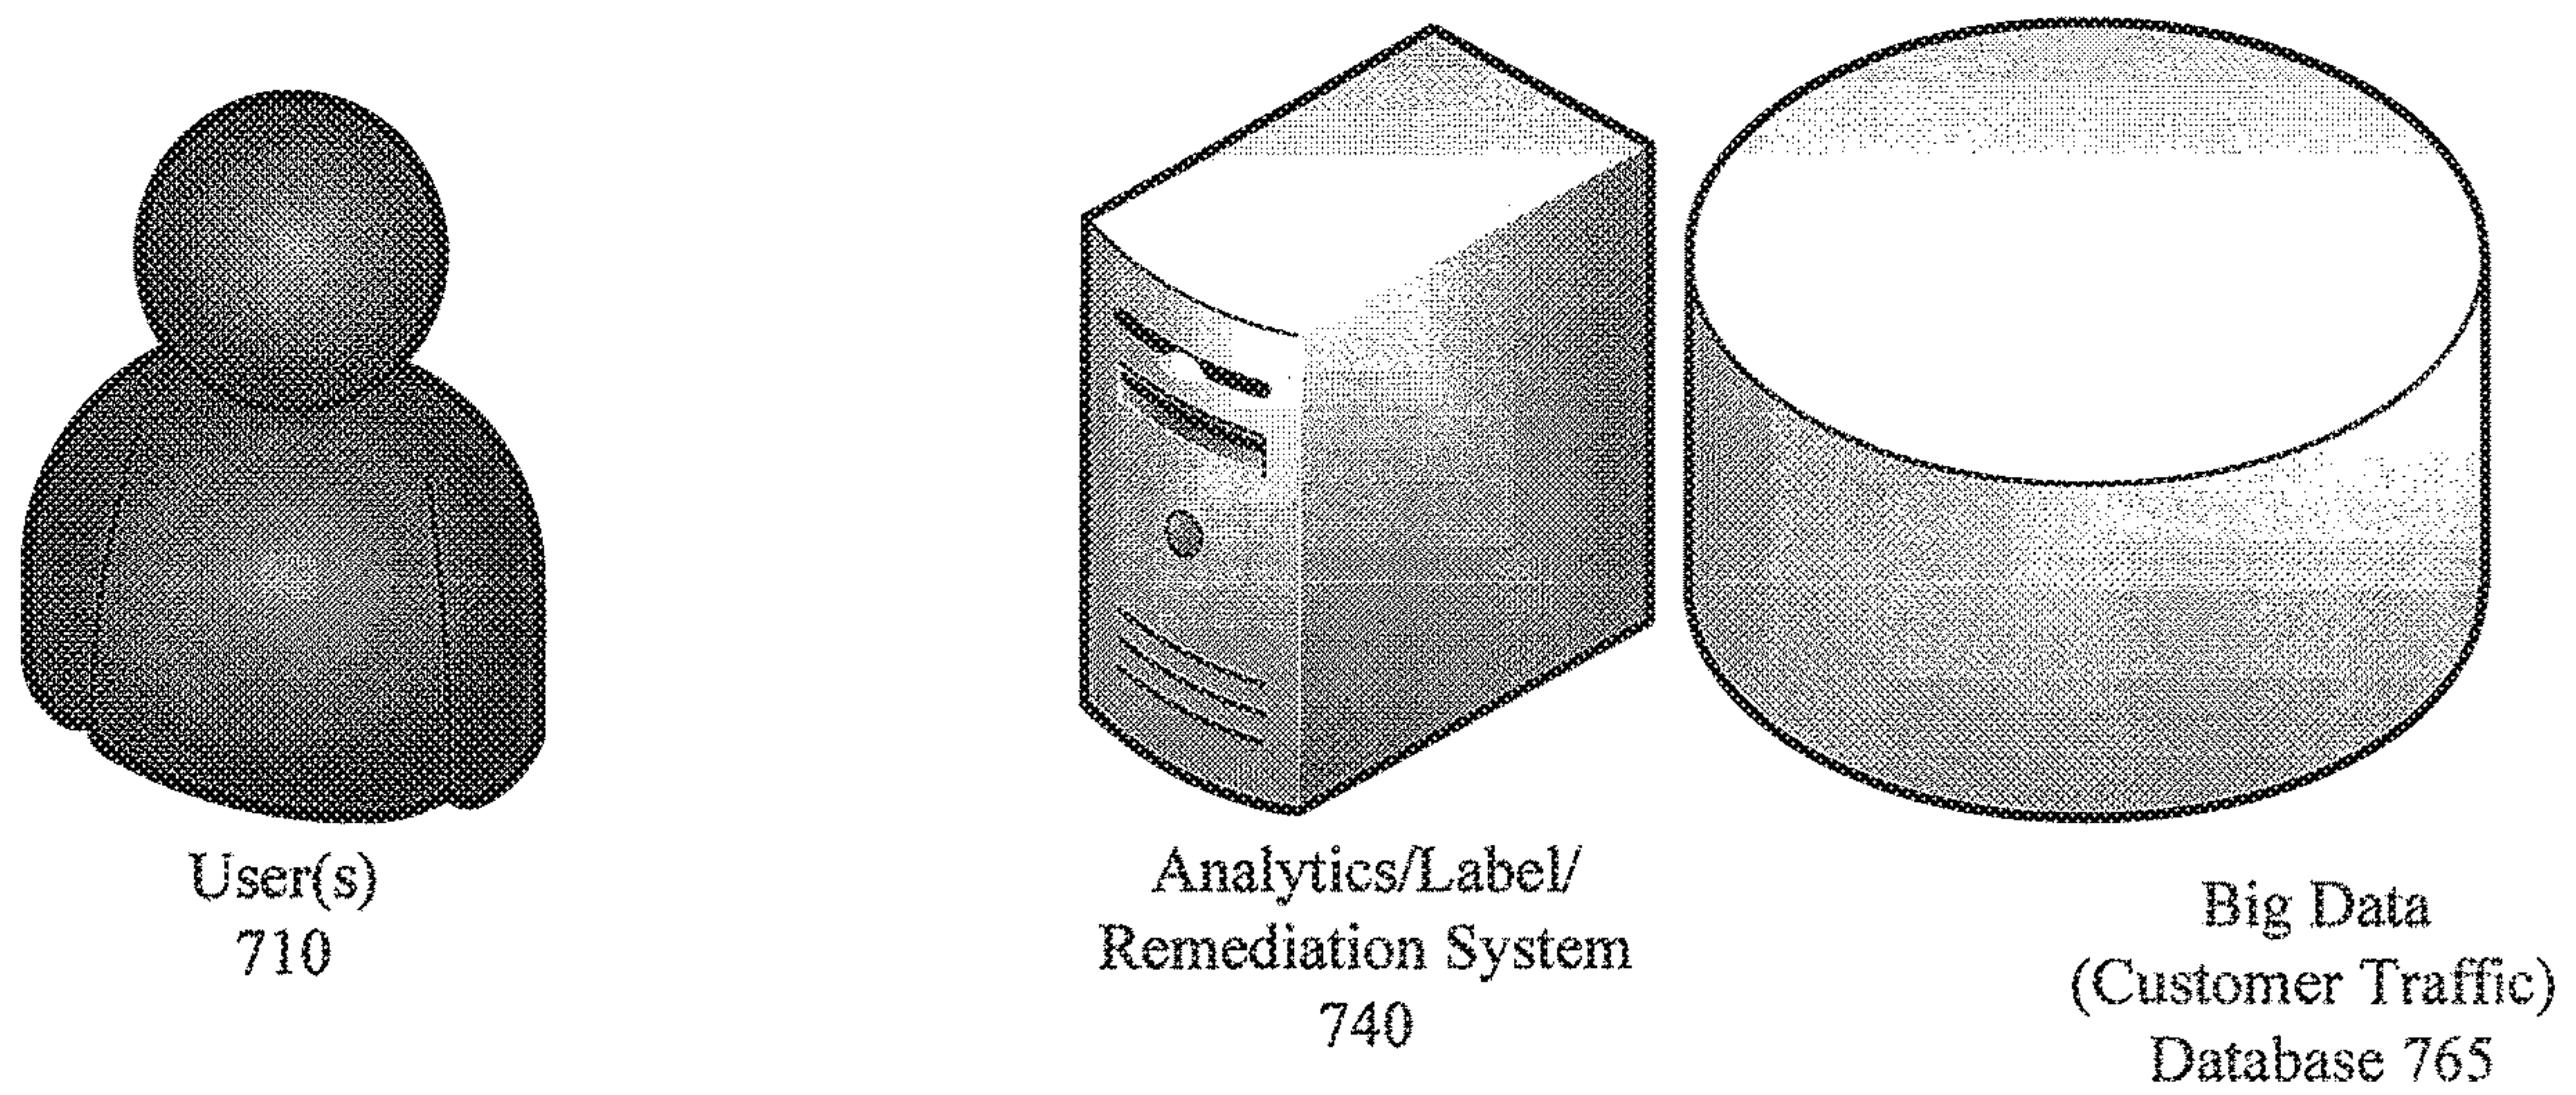 User(s)
710
Analytics/Label/
Remediation System
740
Big Data
(Customer Traffic)
Database 765